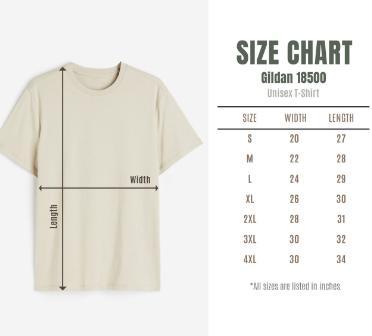 SIZE CHART
Gildan 18500
Unisex T-Shirt
SIZE WIDTH LENGTH
S 20 27
M 22 28
L 24 29
XL 26 30
2XL 28 31
3XL 30 32
4XL 30 34
*All sizes are listed in inches
Width
Length